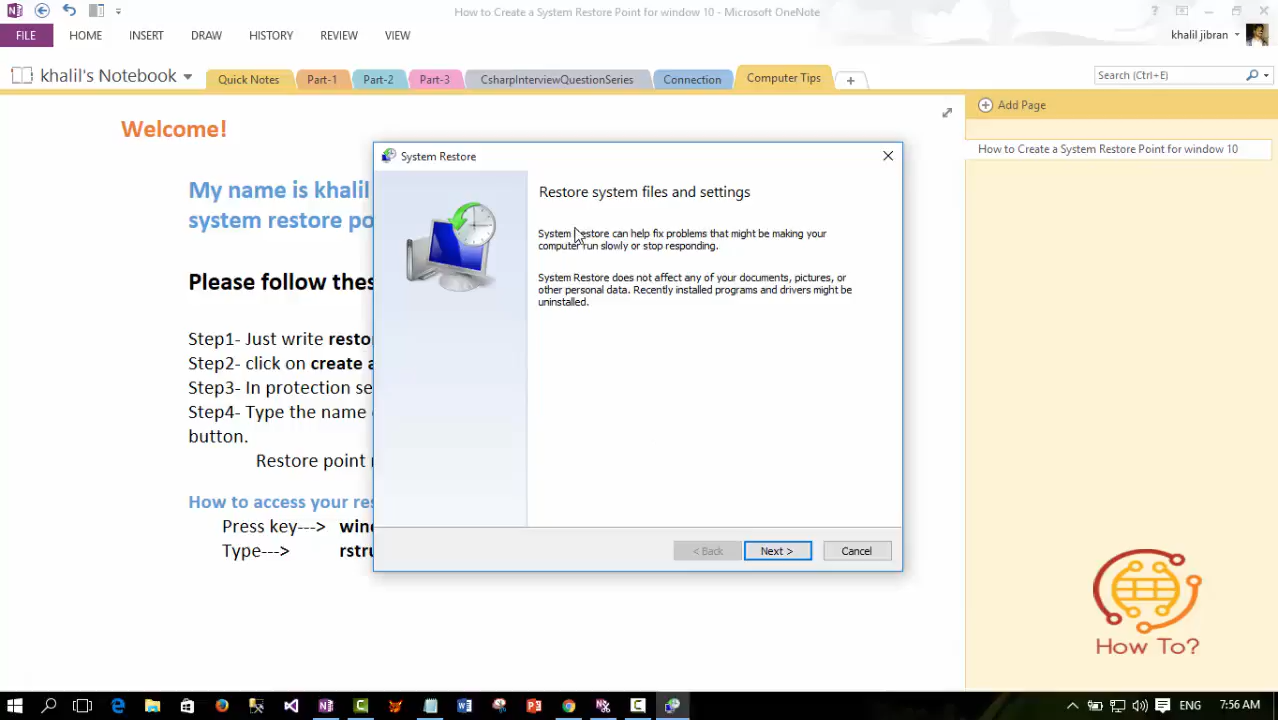 How to Create a System Restore Point for window 10 - Microsoft OneNote
?
FILE HOME INSERT DRAW HISTORY REVIEW VIEW
khalil jibran
khalil's Notebook
Quick Notes Part-1 Part-2 Part-3 CsharpInterviewQuestionSeries Connection Computer Tips
Search (Ctrl+E)
Add Page
How to Create a System Restore Point for window 10
Welcome!
My name is khalil
system restore po
Please follow thes
Step1- Just write resto
Step2- click on create a
Step3- In protection se
Step4- Type the name
button.
Restore point
How to access your res
Press key---> wind
Type---> rstru
System Restore
Restore system files and settings
System Restore can help fix problems that might be making your
computer run slowly or stop responding.
System Restore does not affect any of your documents, pictures, or
other personal data. Recently installed programs and drivers might be
uninstalled.
< Back Next > Cancel
How To?
ENG 7:56 AM